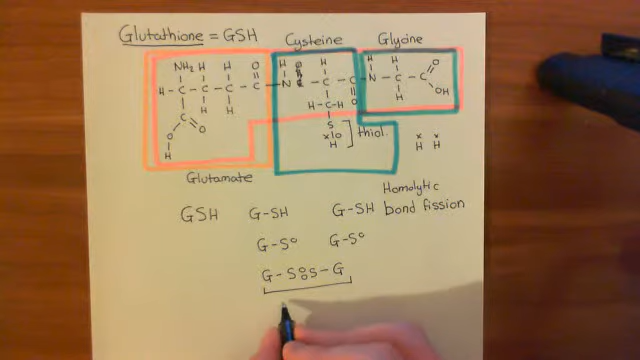 Glutathione = GSH
Cysteine
Glycine
NH₂ H H O H H O H H O
H - C - C - C - C - N - C - C - N - C - C
C H H H - C - H O H OH
O O S
H H
thiol
H H
Glutamate
Homolytic
bond fission
GSH G-SH G-SH
G-S° G-S°
G-S°°S-G